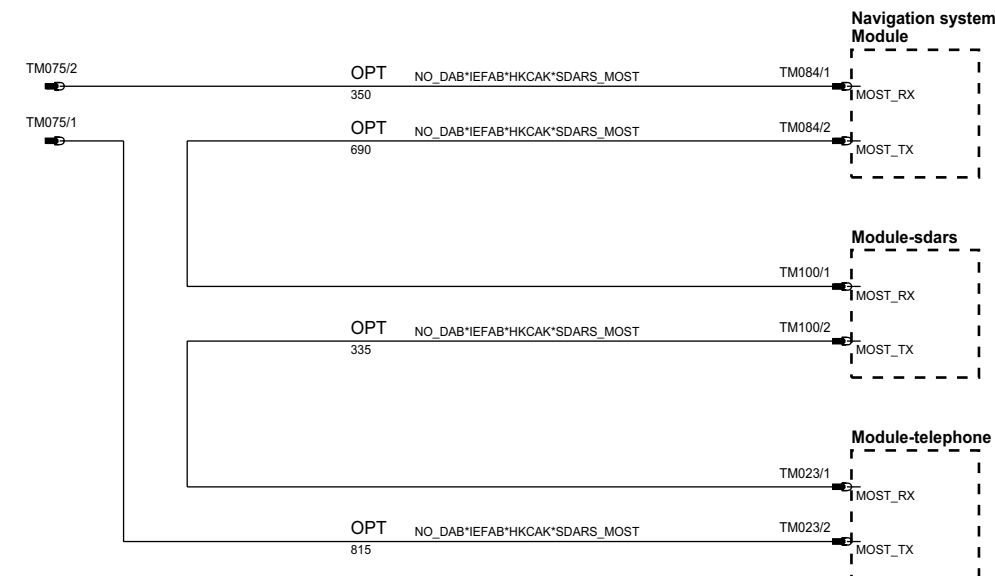 Navigation system
Module
TM075/2
OPT
NO_DAB*IEFAB*HKCAK*SDARS_MOST
TM084/1
350
MOST_RX
TM075/1
OPT
NO_DAB*IEFAB*HKCAK*SDARS_MOST
TM084/2
690
MOST_TX
Module-sdars
TM100/1
MOST_RX
OPT
NO_DAB*IEFAB*HKCAK*SDARS_MOST
TM100/2
335
MOST_TX
Module-telephone
TM023/1
MOST_RX
OPT
NO_DAB*IEFAB*HKCAK*SDARS_MOST
TM023/2
815
MOST_TX